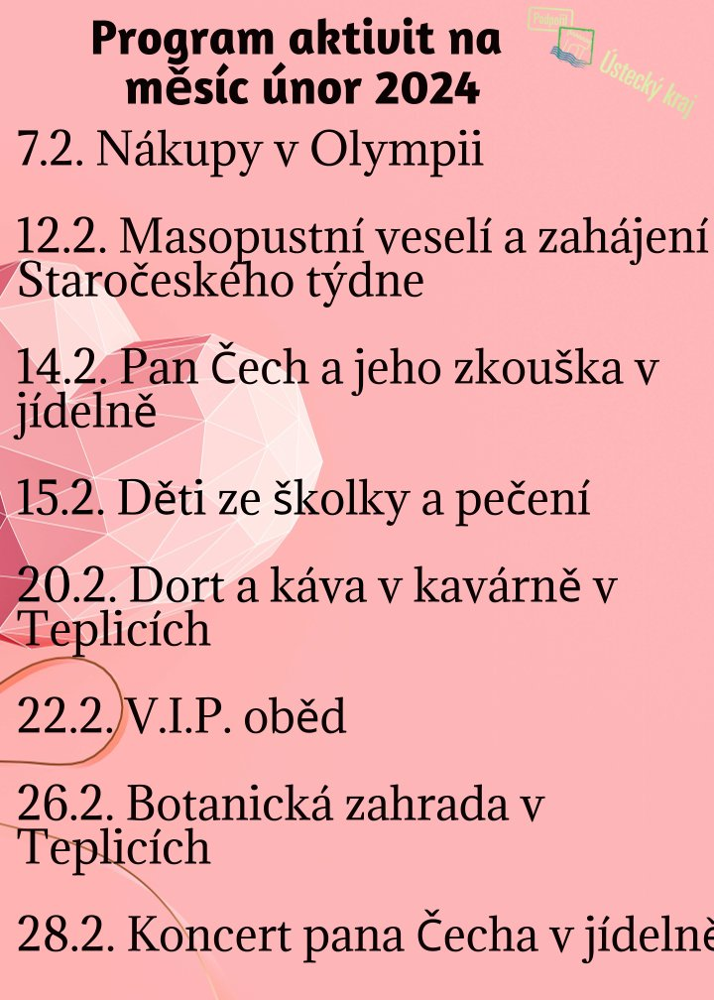 Program aktivit na
měsíc únor 2024
Podpořil
Ústecký kraj
7.2. Nákupy v Olympii
12.2. Masopustní veselí a zahájení
Staročeského týdne
14.2. Pan Čech a jeho zkouška v
jídelně
15.2. Děti ze školky a pečení
20.2. Dort a káva v kavárně v
Teplicích
22.2. V.I.P. oběd
26.2. Botanická zahrada v
Teplicích
28.2. Koncert pana Čecha v jídelně